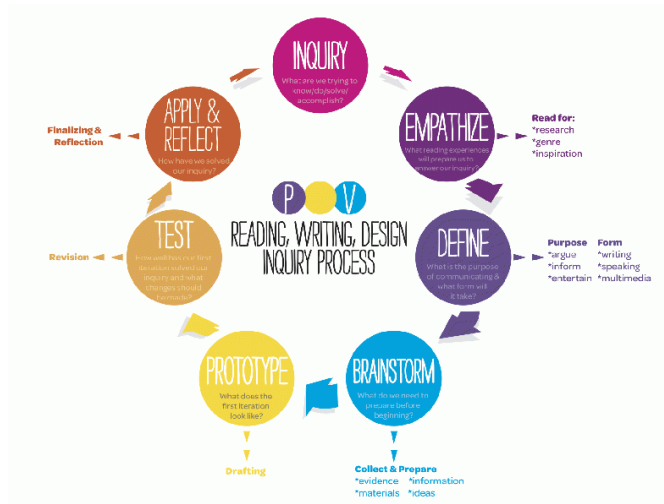 INQUIRY
What are we trying to
know/do/solve/
accomplish?
EMPATHIZE
What reading experiences
will prepare us to
answer our inquiry?
Read for:
*research
*genre
*inspiration
DEFINE
What is the purpose
of communicating &
what form will
it take?
Purpose Form
*argue *writing
*inform *speaking
*entertain *multimedia
BRAINSTORM
What do we need to
prepare before
beginning?
Collect & Prepare
*evidence *information
*materials *ideas
PROTOTYPE
What does the
first iteration
look like?
Drafting
TEST
How well has our first
iteration solved our
inquiry and what
changes should
be made?
Revision
APPLY &
REFLECT
How have we solved
our inquiry?
Finalizing &
Reflection
P V
READING, WRITING, DESIGN
INQUIRY PROCESS